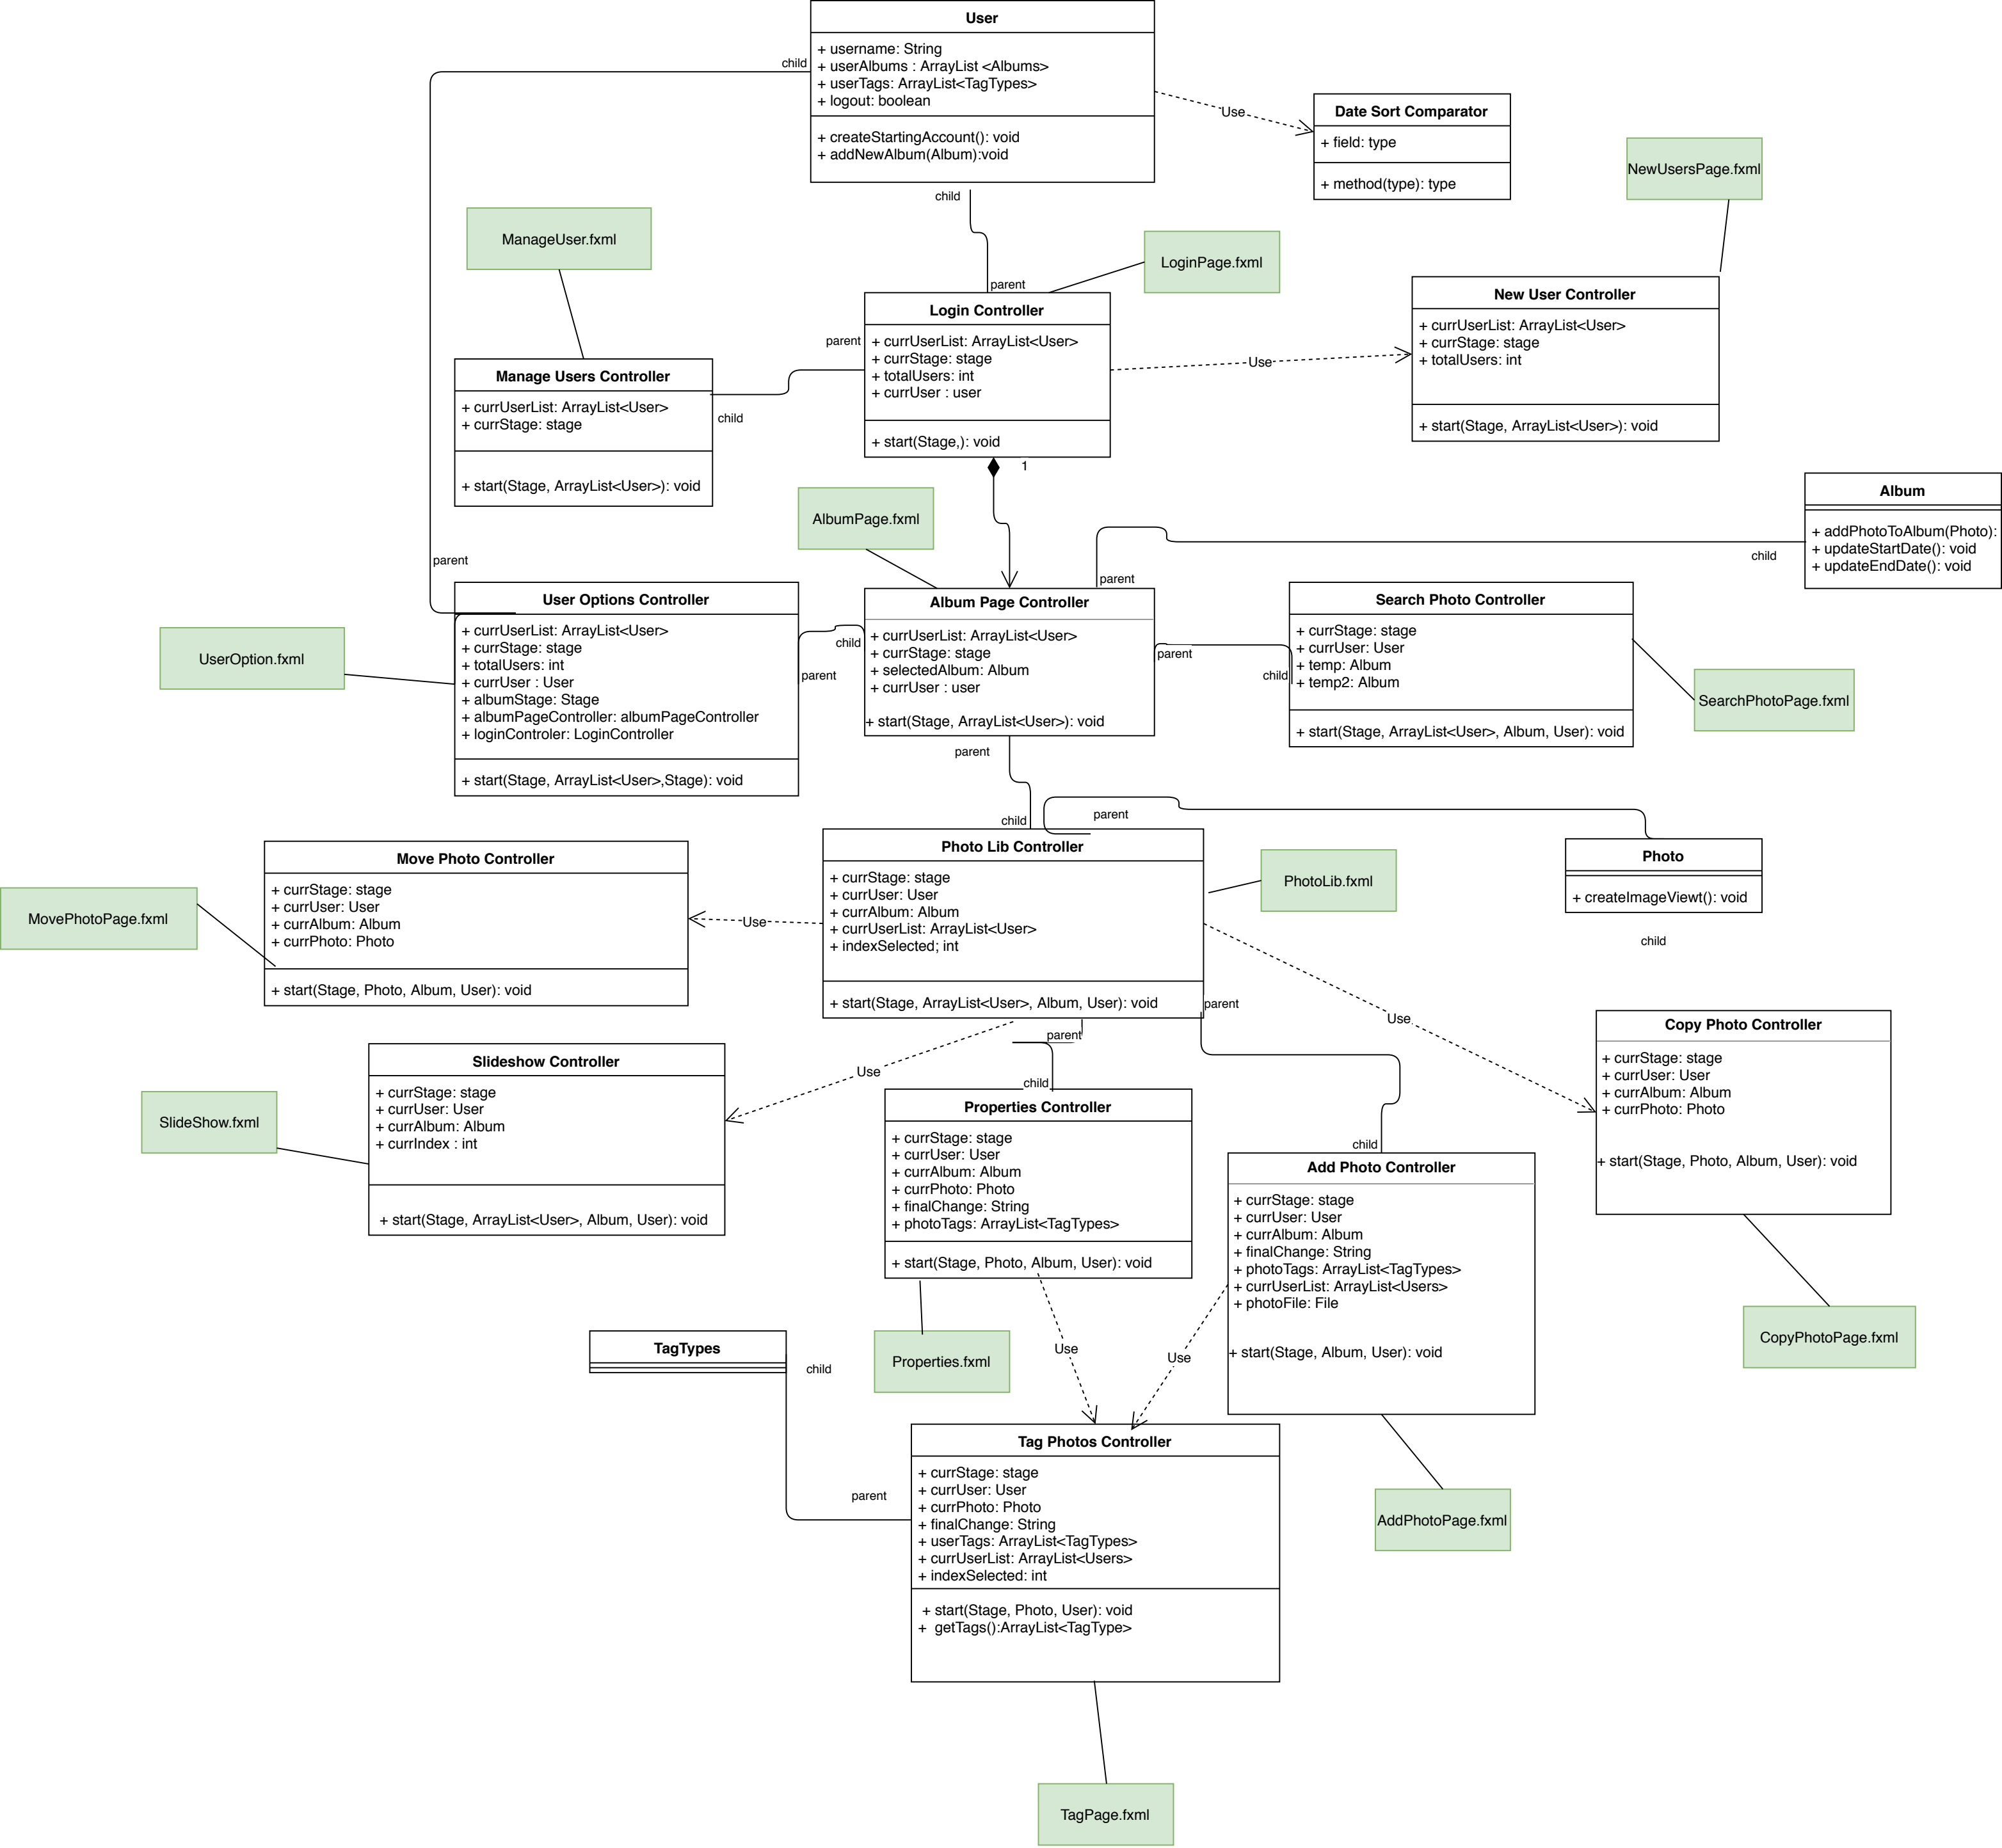 User
+ username: String
+ userAlbums : ArrayList <Albums>
+ userTags: ArrayList<TagTypes>
+ logout: boolean
+ createStartingAccount(): void
+ addNewAlbum(Album):void
child
child
Use
Date Sort Comparator
+ field: type
+ method(type): type
NewUsersPage.fxml
ManageUser.fxml
LoginPage.fxml
parent
Login Controller
+ currUserList: ArrayList<User>
+ currStage: stage
+ totalUsers: int
+ currUser : user
+ start(Stage,): void
parent
child
1
Use
New User Controller
+ currUserList: ArrayList<User>
+ currStage: stage
+ totalUsers: int
+ start(Stage, ArrayList<User>): void
Manage Users Controller
+ currUserList: ArrayList<User>
+ currStage: stage
+ start(Stage, ArrayList<User>): void
AlbumPage.fxml
Album
+ addPhotoToAlbum(Photo):
+ updateStartDate(): void
+ updateEndDate(): void
child
parent
parent
User Options Controller
+ currUserList: ArrayList<User>
+ currStage: stage
+ totalUsers: int
+ currUser : User
+ albumStage: Stage
+ albumPageController: albumPageController
+ loginControler: LoginController
+ start(Stage, ArrayList<User>,Stage): void
UserOption.fxml
child
parent
Album Page Controller
+ currUserList: ArrayList<User>
+ currStage: stage
+ selectedAlbum: Album
+ currUser : user
+ start(Stage, ArrayList<User>): void
parent
child
Search Photo Controller
+ currStage: stage
+ currUser: User
+ temp: Album
+ temp2: Album
+ start(Stage, ArrayList<User>, Album, User): void
SearchPhotoPage.fxml
parent
child
parent
Photo Lib Controller
+ currStage: stage
+ currUser: User
+ currAlbum: Album
+ currUserList: ArrayList<User>
+ indexSelected; int
+ start(Stage, ArrayList<User>, Album, User): void
PhotoLib.fxml
Photo
+ createImageViewt(): void
child
Move Photo Controller
+ currStage: stage
+ currUser: User
+ currAlbum: Album
+ currPhoto: Photo
+ start(Stage, Photo, Album, User): void
MovePhotoPage.fxml
Use
Use
parent
parent
child
Use
child
Copy Photo Controller
+ currStage: stage
+ currUser: User
+ currAlbum: Album
+ currPhoto: Photo
+ start(Stage, Photo, Album, User): void
CopyPhotoPage.fxml
Slideshow Controller
+ currStage: stage
+ currUser: User
+ currAlbum: Album
+ currIndex : int
+ start(Stage, ArrayList<User>, Album, User): void
SlideShow.fxml
Properties Controller
+ currStage: stage
+ currUser: User
+ currAlbum: Album
+ currPhoto: Photo
+ finalChange: String
+ photoTags: ArrayList<TagTypes>
+ start(Stage, Photo, Album, User): void
Properties.fxml
Add Photo Controller
+ currStage: stage
+ currUser: User
+ currAlbum: Album
+ finalChange: String
+ photoTags: ArrayList<TagTypes>
+ currUserList: ArrayList<Users>
+ photoFile: File
+ start(Stage, Album, User): void
AddPhotoPage.fxml
Use
Use
TagTypes
child
parent
Tag Photos Controller
+ currStage: stage
+ currUser: User
+ currPhoto: Photo
+ finalChange: String
+ userTags: ArrayList<TagTypes>
+ currUserList: ArrayList<Users>
+ indexSelected: int
+ start(Stage, Photo, User): void
+ getTags():ArrayList<TagType>
TagPage.fxml